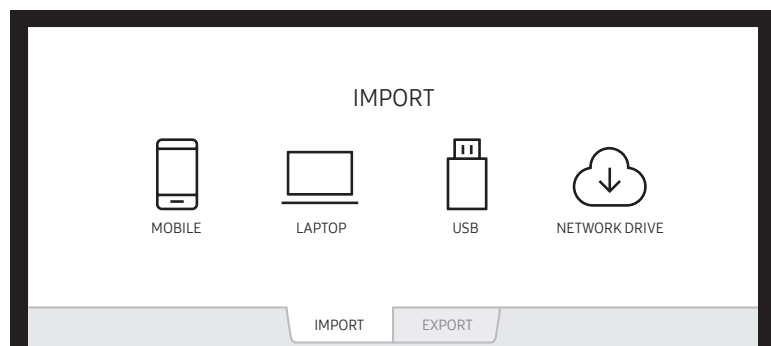 IMPORT
MOBILE
LAPTOP
USB
NETWORK DRIVE
IMPORT
EXPORT